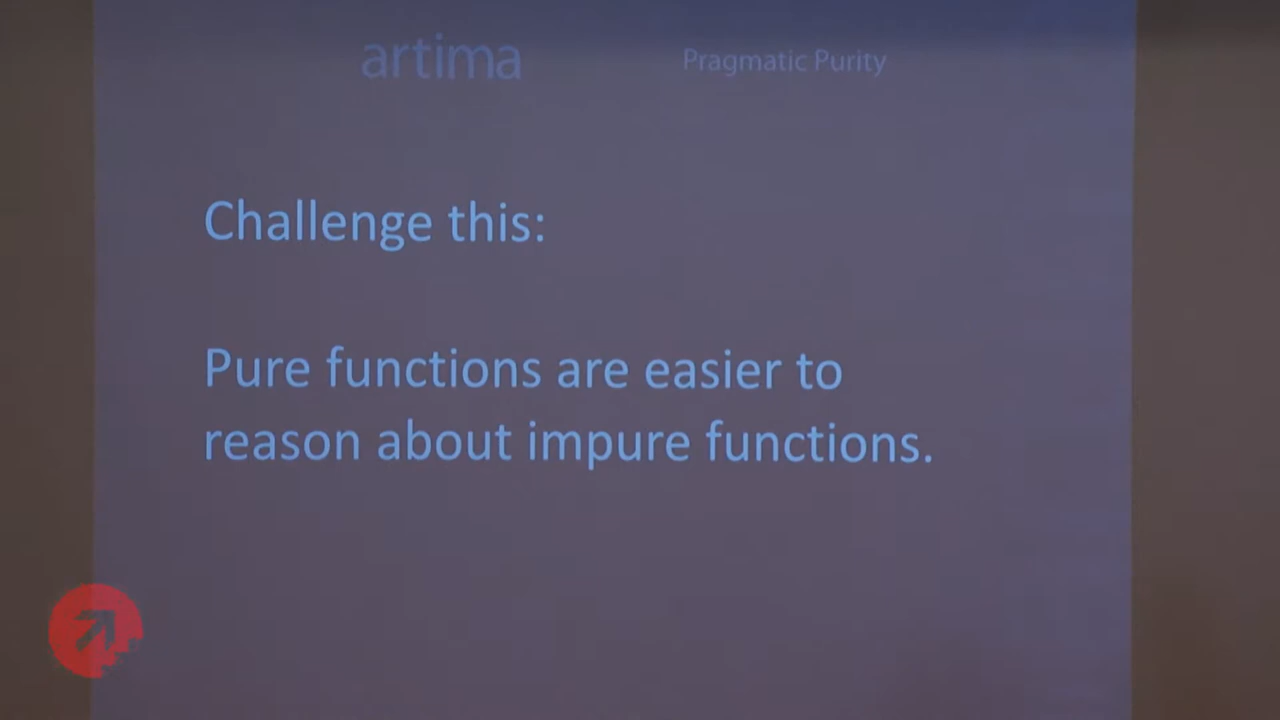 artima
Pragmatic Purity
Challenge this:
Pure functions are easier to
reason about impure functions.